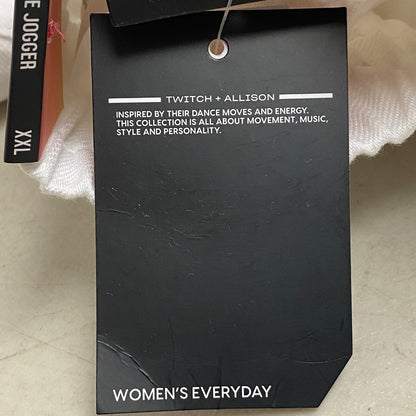 E JOGGER
XXL
TWITCH + ALLISON
INSPIRED BY THEIR DANCE MOVES AND ENERGY.
THIS COLLECTION IS ALL ABOUT MOVEMENT, MUSIC,
STYLE AND PERSONALITY.
WOMEN'S EVERYDAY